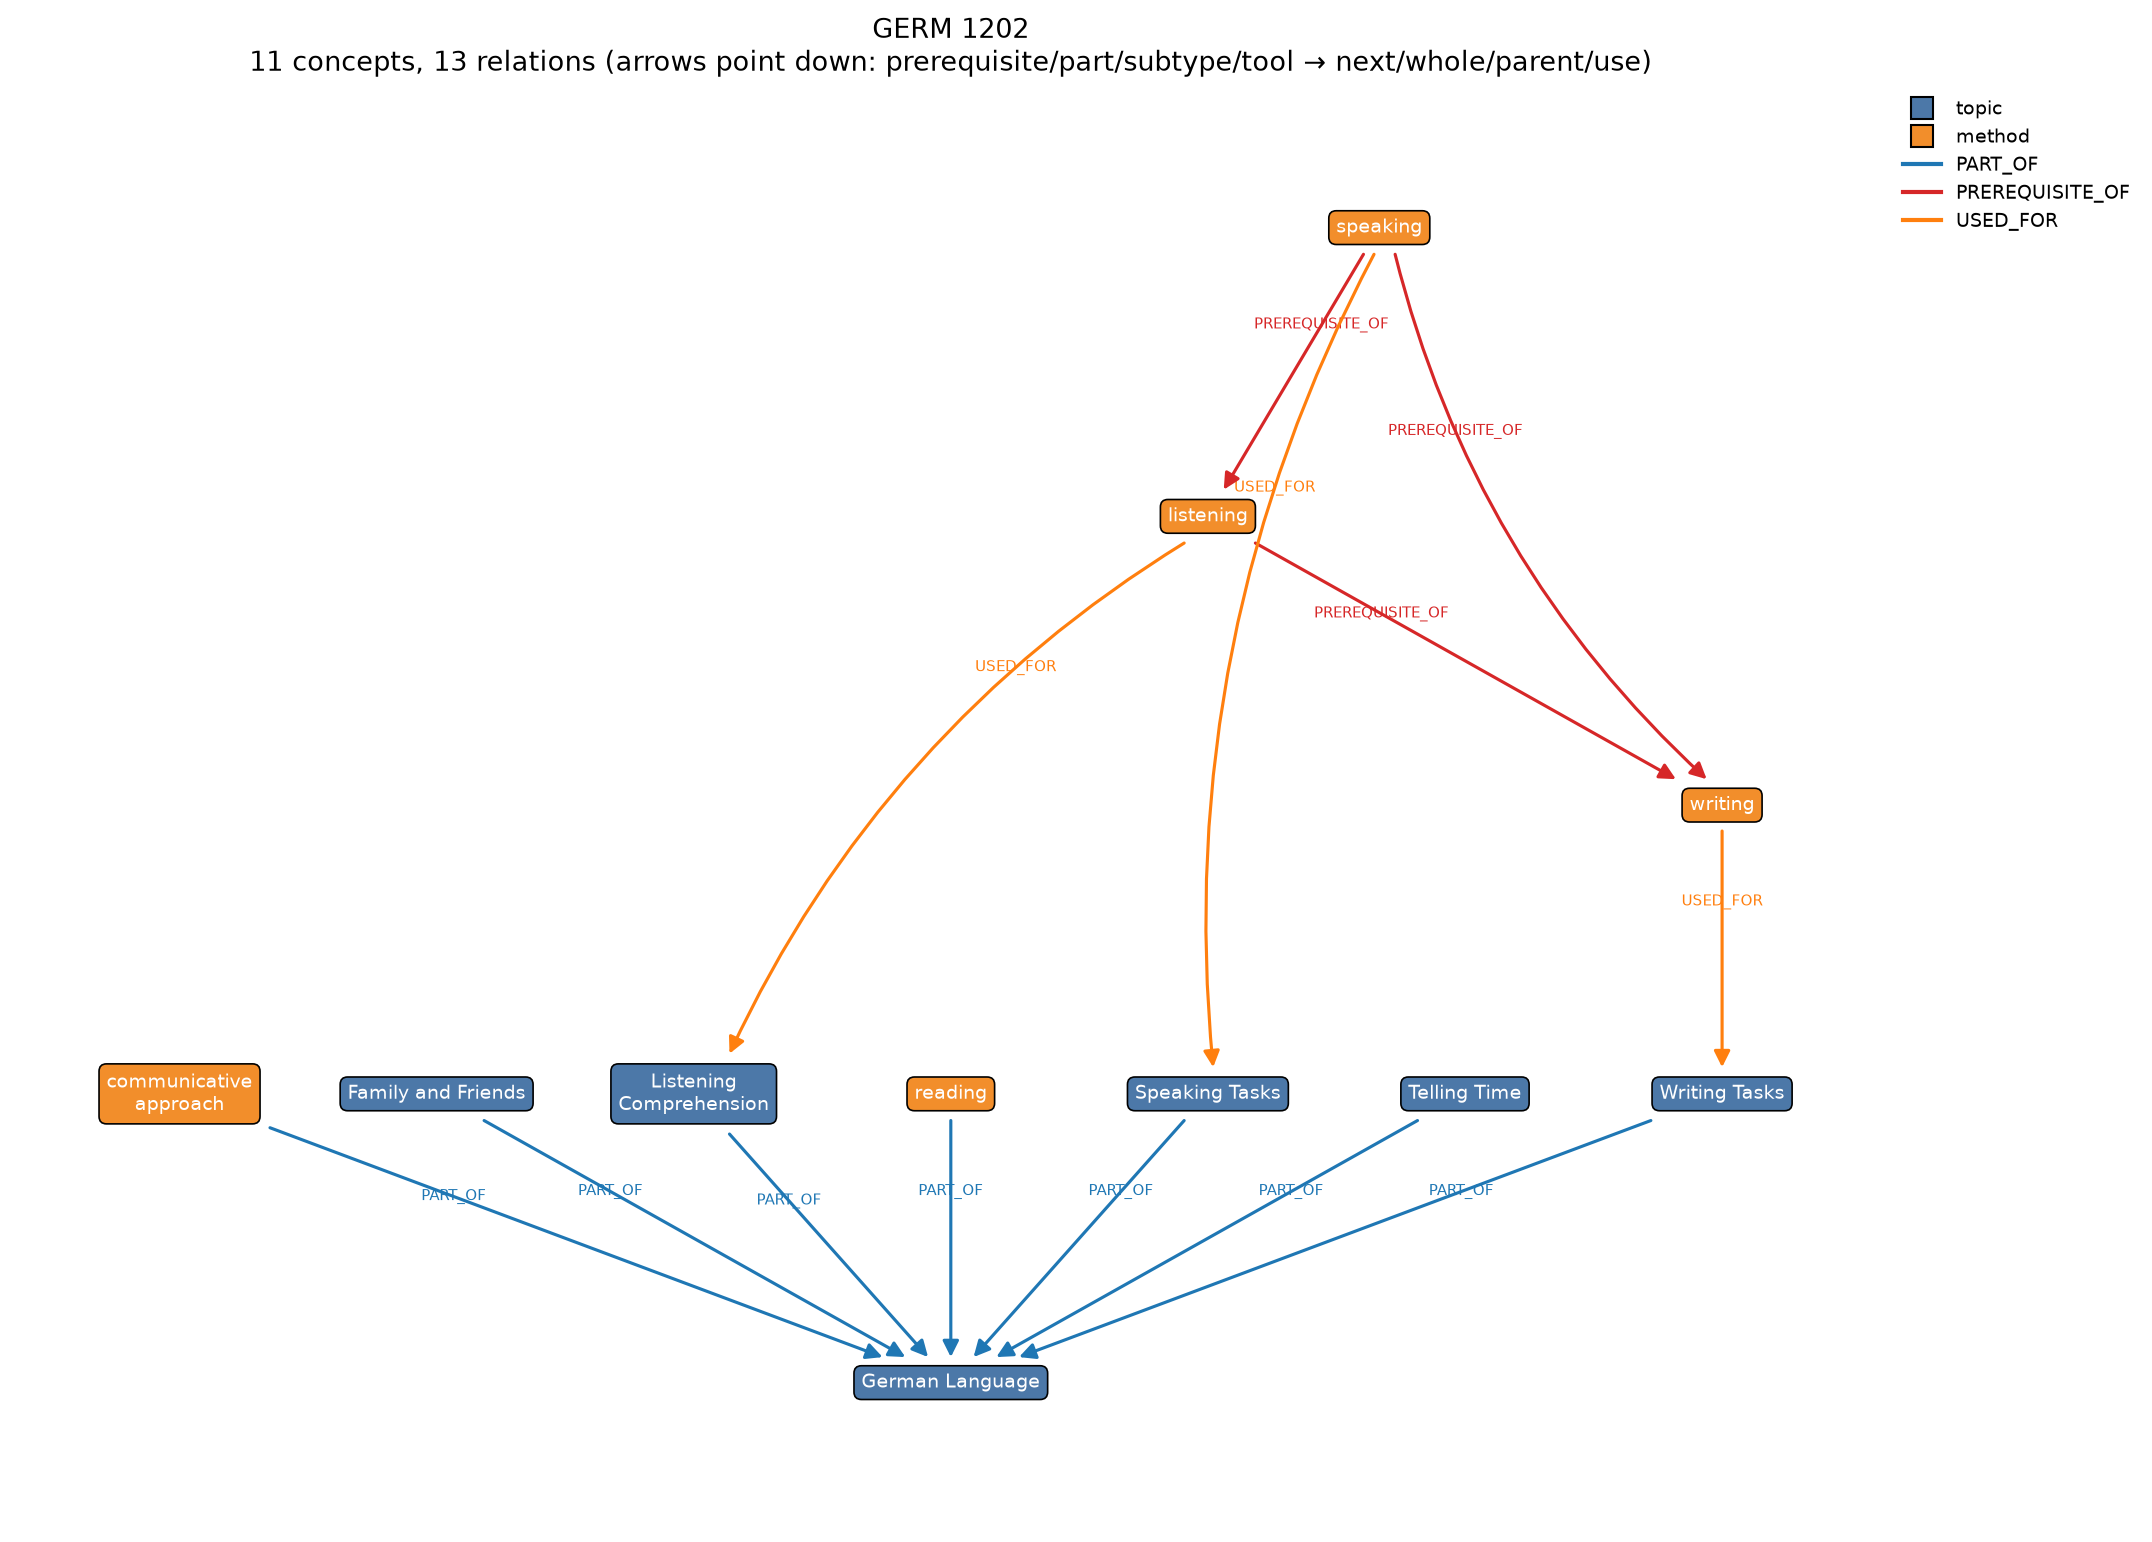 GERM 1202
11 concepts, 13 relations (arrows point down: prerequisite/part/subtype/tool → next/whole/parent/use)
topic
method
PART_OF
PREREQUISITE_OF
USED_FOR
speaking
PREREQUISITE_OF
PREREQUISITE_OF
USED_FOR
listening
PREREQUISITE_OF
USED_FOR
writing
USED_FOR
communicative
approach
Family and Friends
Listening
Comprehension
reading
Speaking Tasks
Telling Time
Writing Tasks
PART_OF
PART_OF
PART_OF
PART_OF
PART_OF
PART_OF
PART_OF
German Language